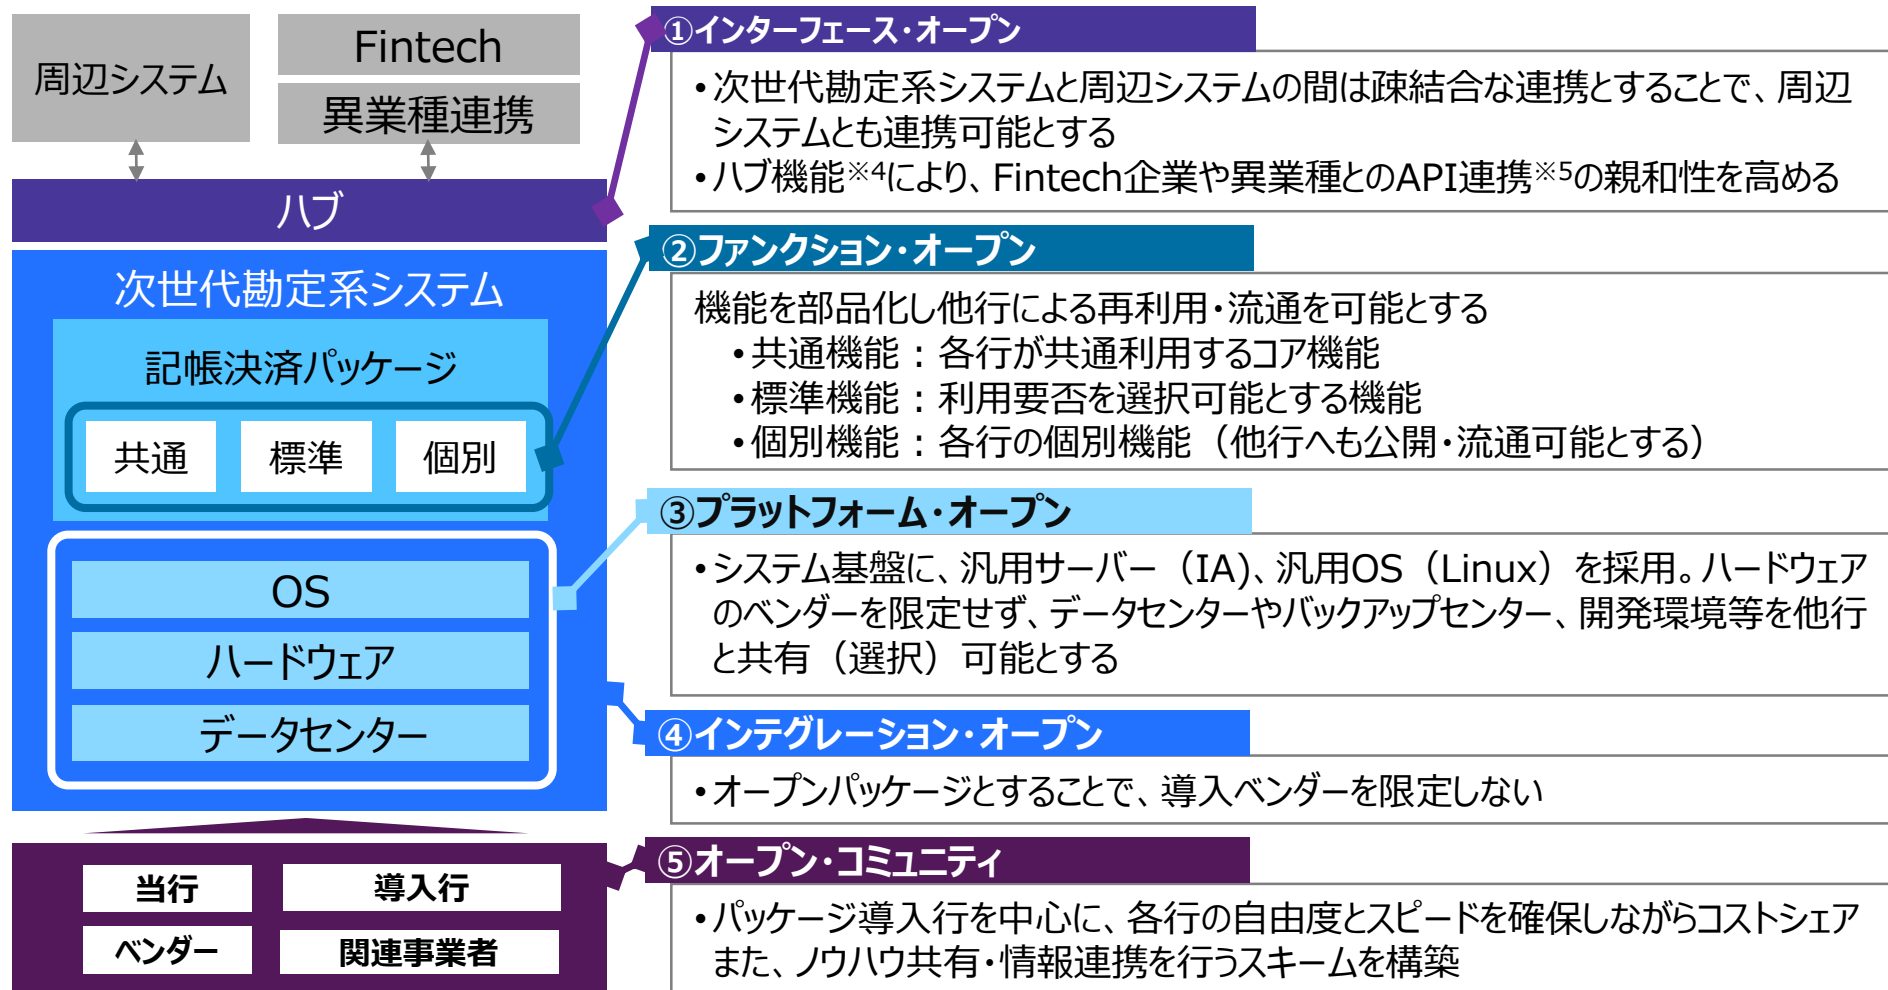 周辺システム
Fintech
異業種連携
ハブ
次世代勘定系システム
記帳決済パッケージ
共通
標準
個別
OS
ハードウェア
データセンター
当行
導入行
ベンダー
関連事業者
①インターフェース・オープン
•次世代勘定系システムと周辺システムの間は疎結合な連携とすることで、周辺
システムとも連携可能とする
•ハブ機能※4により、Fintech企業や異業種とのAPI連携※5の親和性を高める
②ファンクション・オープン
機能を部品化し他行による再利用・流通を可能とする
•共通機能：各行が共通利用するコア機能
•標準機能：利用要否を選択可能とする機能
•個別機能：各行の個別機能（他行へも公開・流通可能とする）
③プラットフォーム・オープン
•システム基盤に、汎用サーバー（IA)、汎用OS（Linux）を採用。ハードウェア
のベンダーを限定せず、データセンターやバックアップセンター、開発環境等を他行
と共有（選択）可能とする
④インテグレーション・オープン
•オープンパッケージとすることで、導入ベンダーを限定しない
⑤オープン・コミュニティ
•パッケージ導入行を中心に、各行の自由度とスピードを確保しながらコストシェア
また、ノウハウ共有・情報連携を行うスキームを構築